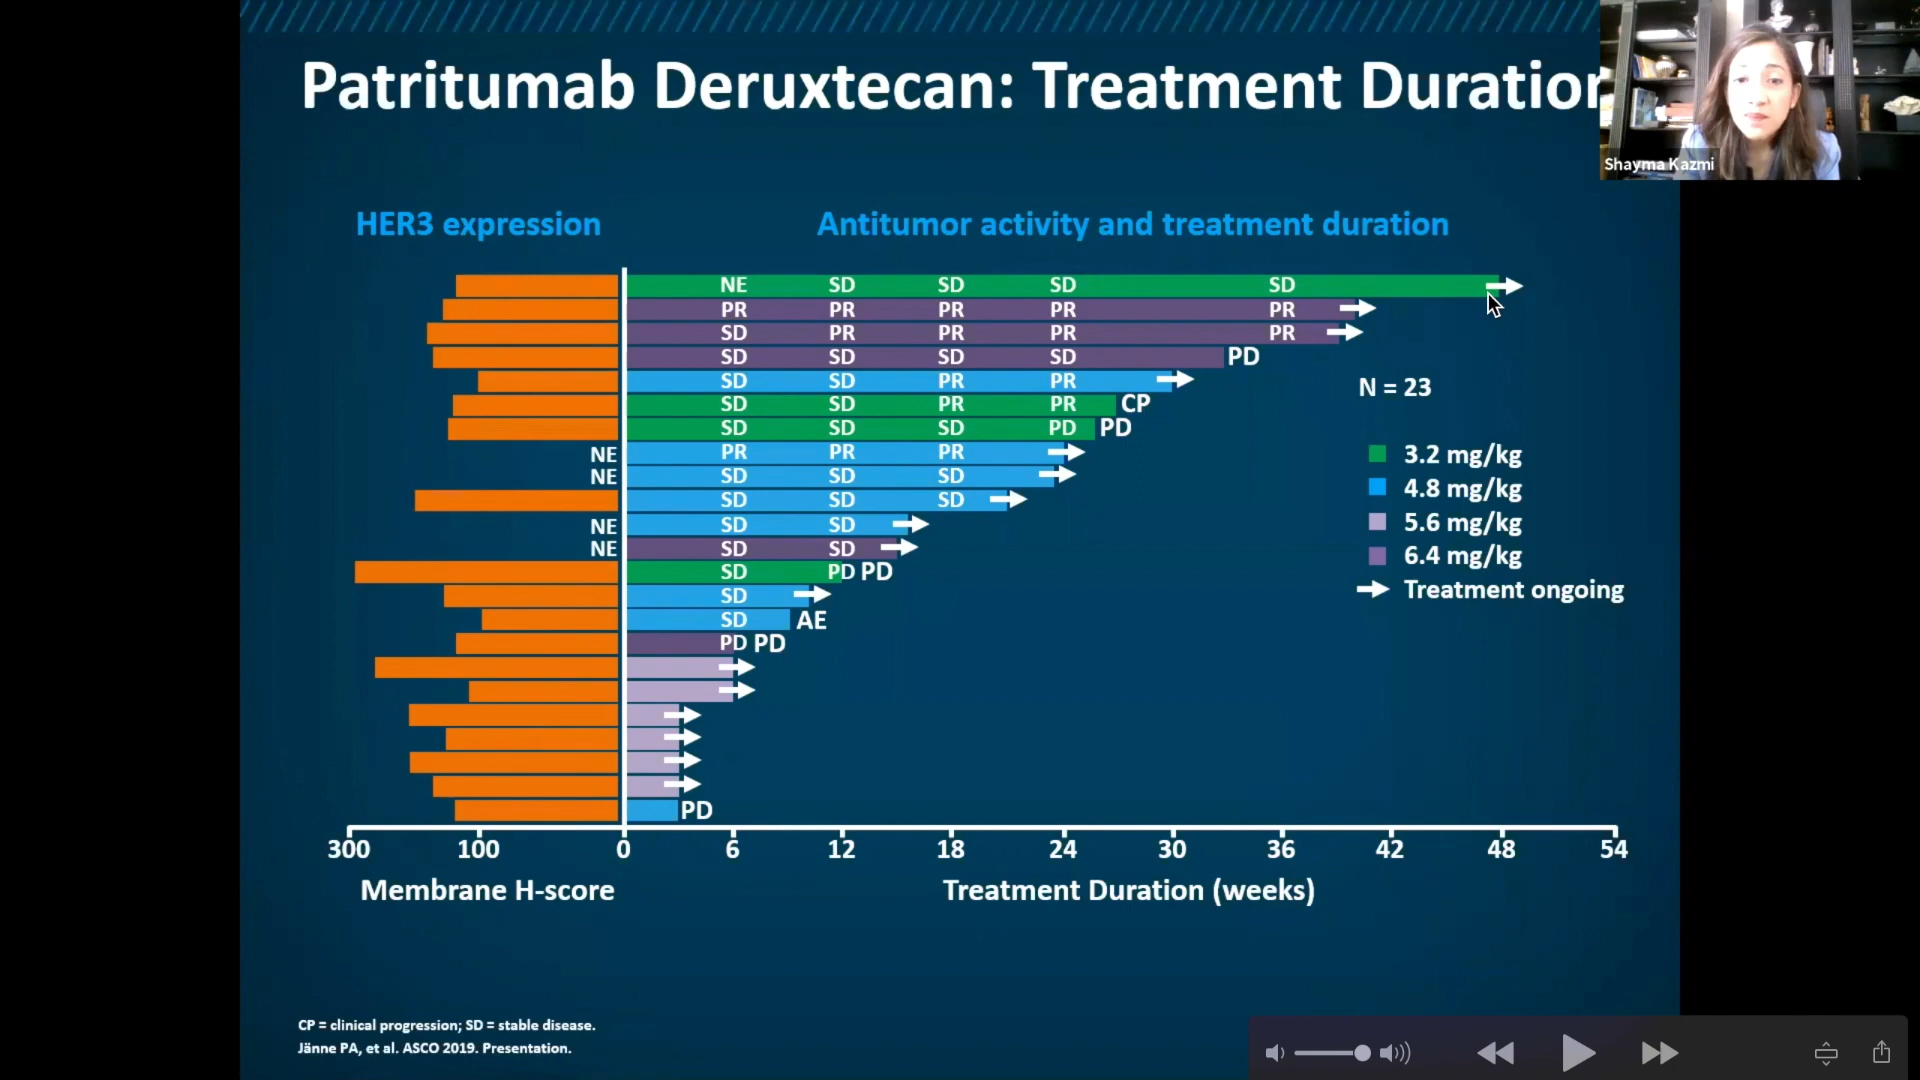 Patritumab Deruxtecan: Treatment Duration
Shayma Kazmi
HER3 expression
Antitumor activity and treatment duration
NE SD SD SD SD
PR PR PR PR PR
SD PR PR PR PR
SD SD SD SD PD
SD SD PR PR
SD SD PR PR CP
SD SD SD PD PD
NE PR PR PR
NE SD SD SD
SD SD SD
NE SD SD
NE SD SD
SD PD PD
SD
SD AE
PD PD
PD
N = 23
3.2 mg/kg
4.8 mg/kg
5.6 mg/kg
6.4 mg/kg
Treatment ongoing
300 100 0 6 12 18 24 30 36 42 48 54
Membrane H-score
Treatment Duration (weeks)
CP = clinical progression; SD = stable disease.
Jänne PA, et al. ASCO 2019. Presentation.